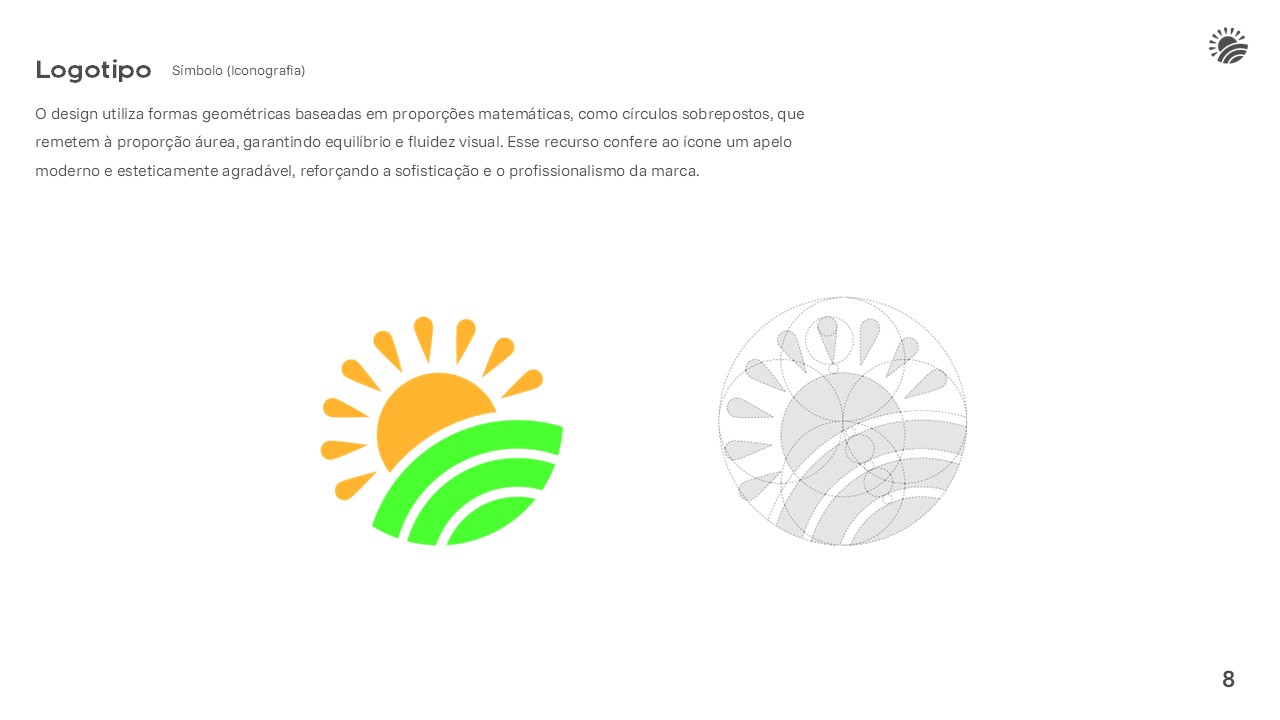 Logotipo Símbolo (Iconografia)
O design utiliza formas geométricas baseadas em proporções matemáticas, como círculos sobrepostos, que
remetem à proporção áurea, garantindo equilíbrio e fluidez visual. Esse recurso confere ao ícone um apelo
moderno e esteticamente agradável, reforçando a sofisticação e o profissionalismo da marca.
8